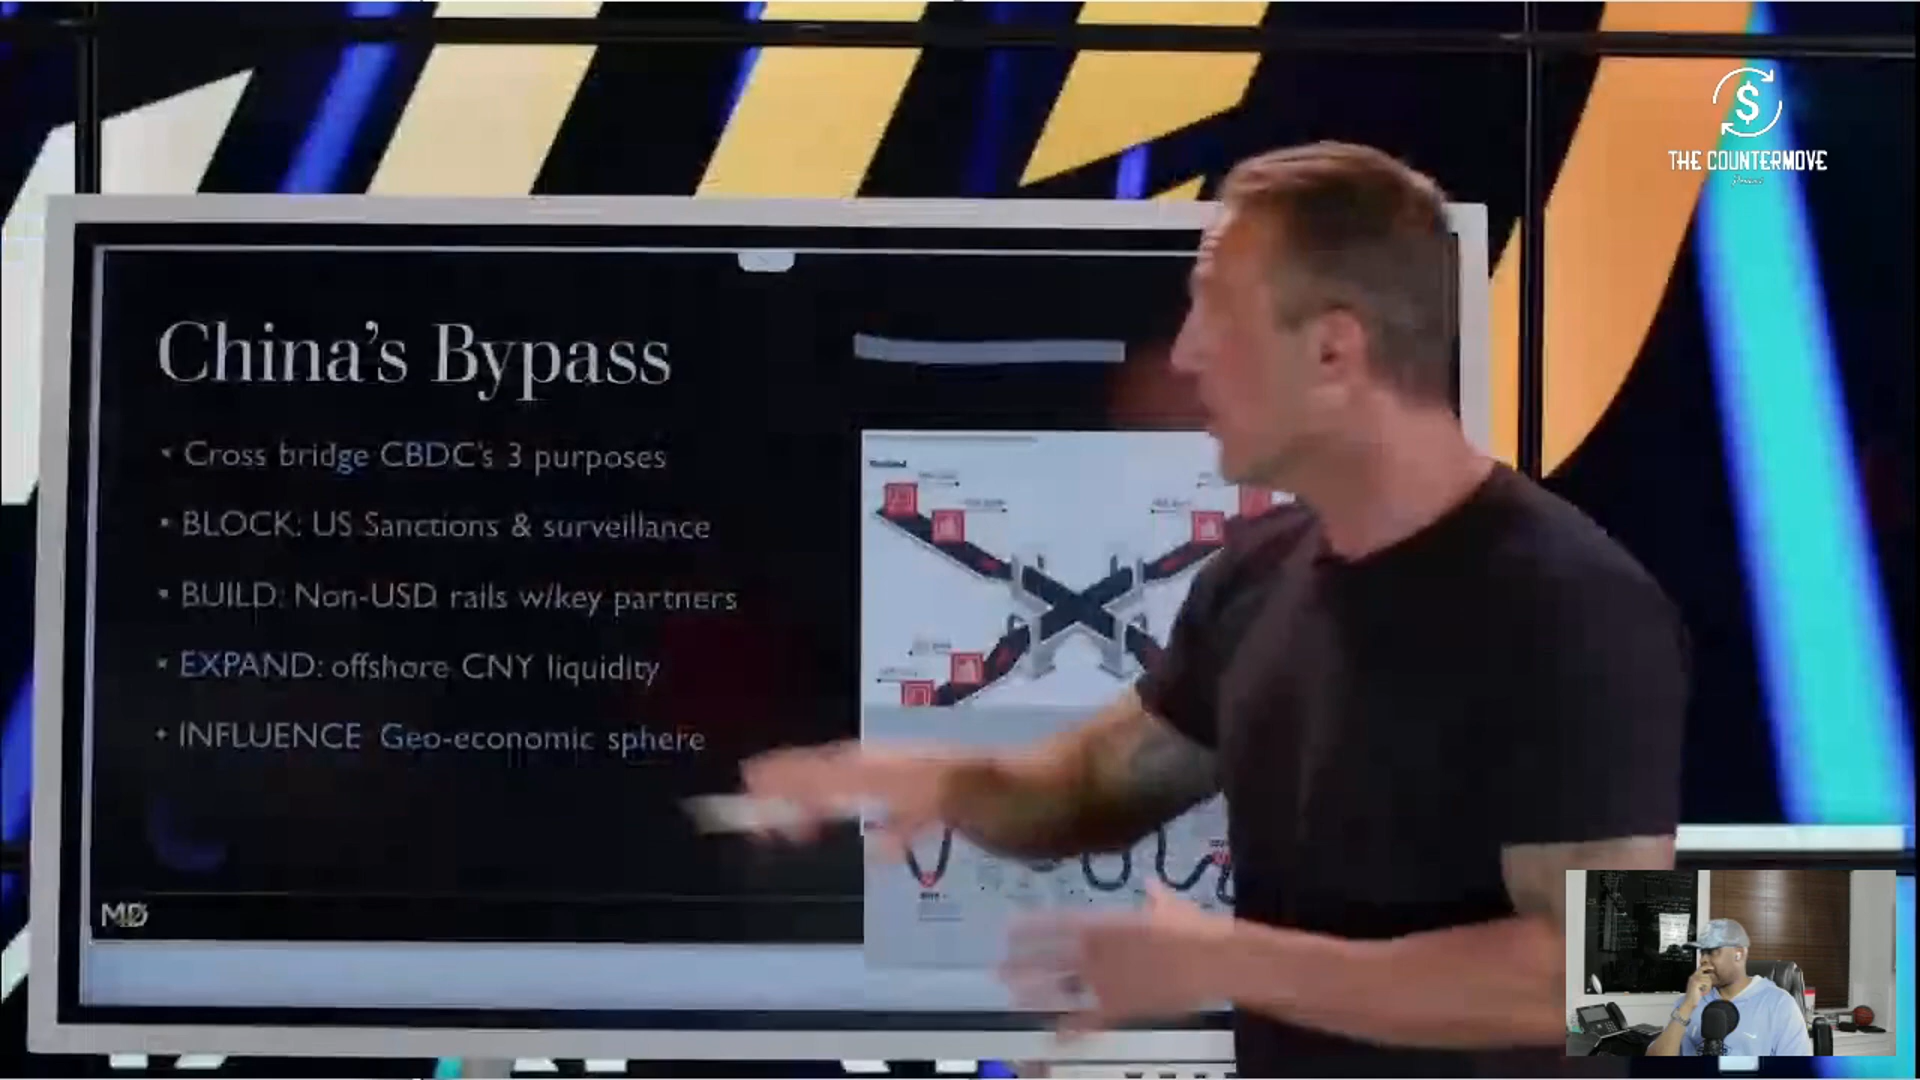 THE COUNTERMOVE
China's Bypass
• Cross bridge CBDC's 3 purposes
• BLOCK: US Sanctions & surveillance
• BUILD: Non-USD rails w/key partners
• EXPAND: offshore CNY liquidity
• INFLUENCE Geo-economic sphere
MD